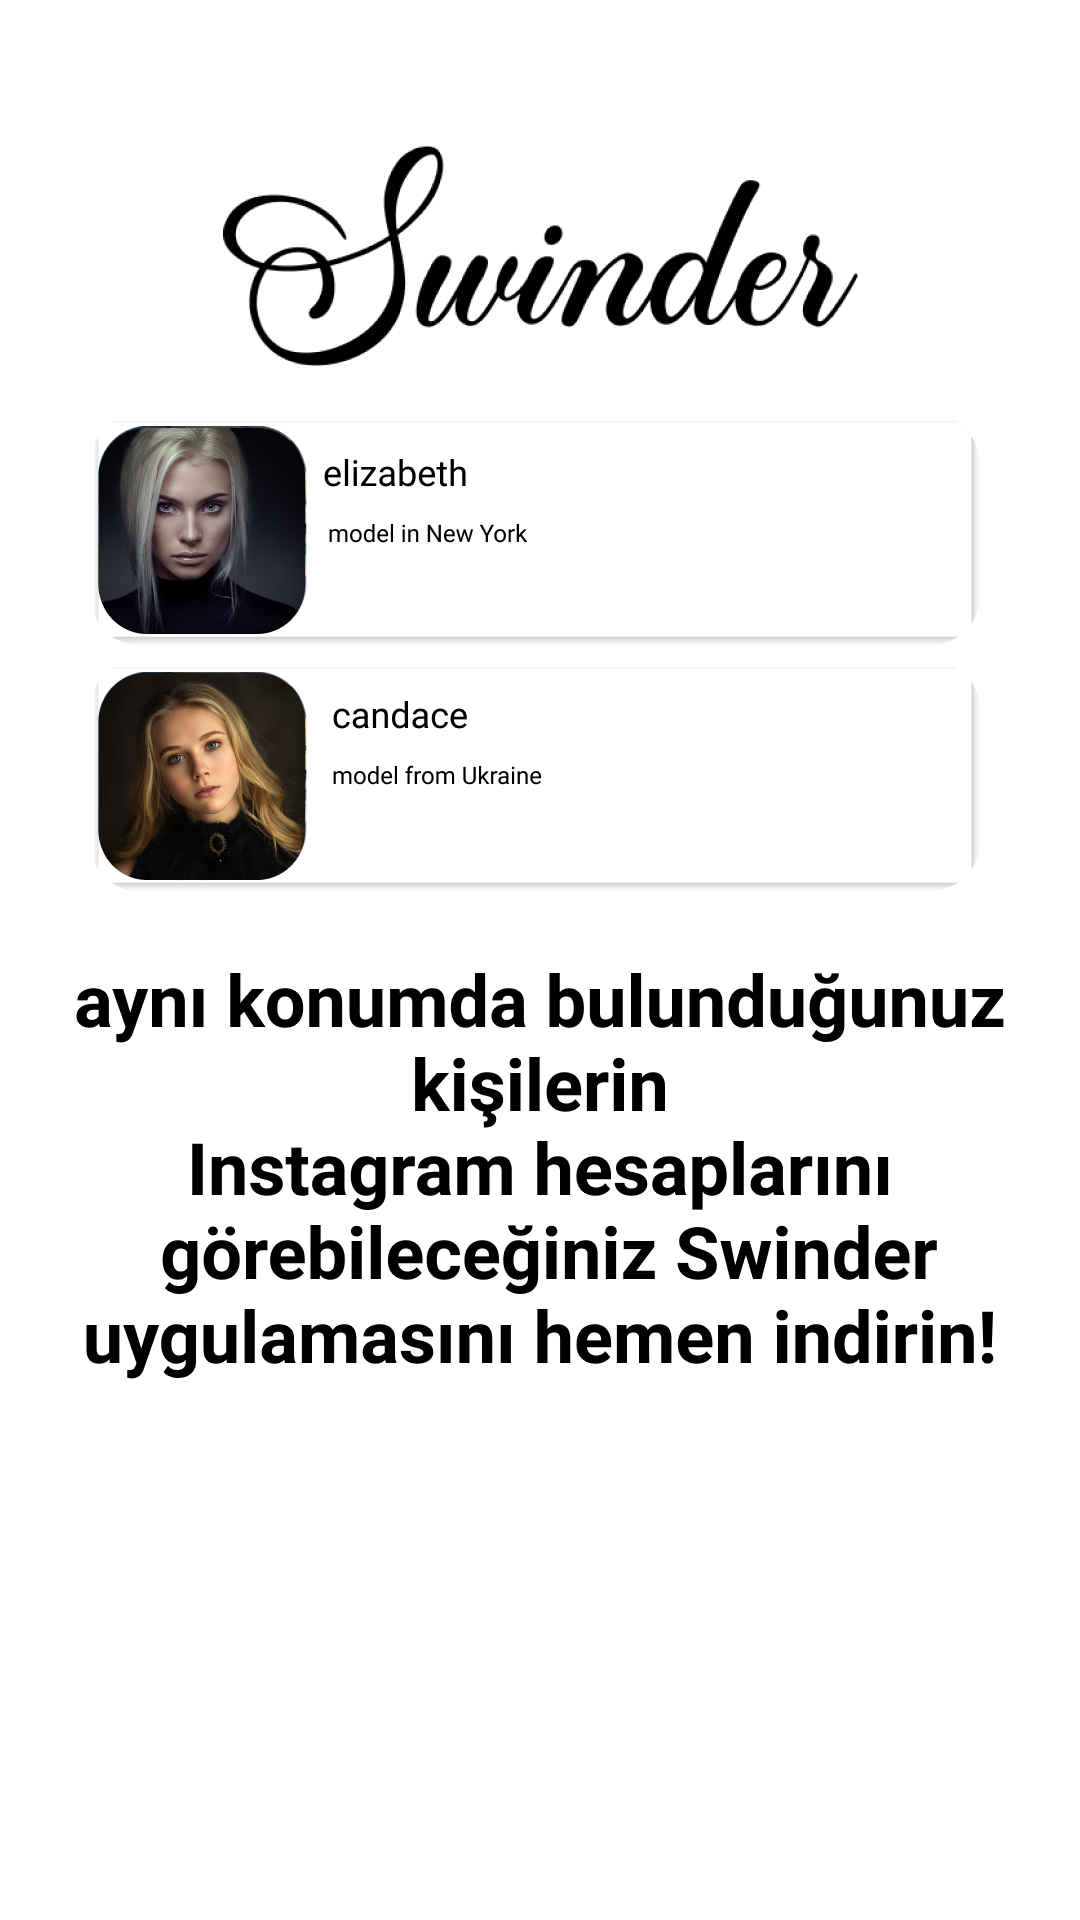 Swinder
elizabeth
model in New York
candace
model from Ukraine
aynı konumda bulunduğunuz
kişilerin
Instagram hesaplarını
görebileceğiniz Swinder
uygulamasını hemen indirin!